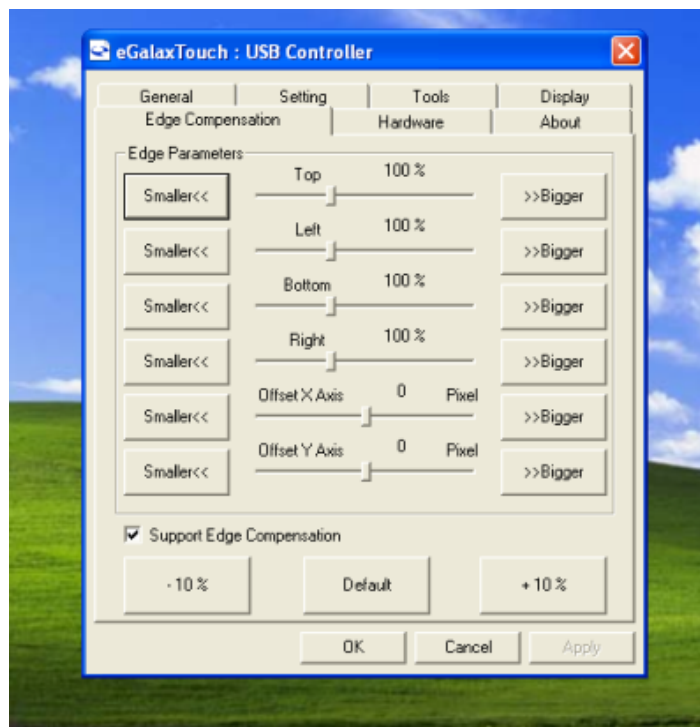 eGalaxTouch : USB Controller
General Setting Tools Display
Edge Compensation Hardware About
Edge Parameters
Top 100 %
Smaller<< >>Bigger
Left 100 %
Smaller<< >>Bigger
Bottom 100 %
Smaller<< >>Bigger
Right 100 %
Smaller<< >>Bigger
Offset X Axis 0 Pixel
Smaller<< >>Bigger
Offset Y Axis 0 Pixel
Smaller<< >>Bigger
Support Edge Compensation
- 10 % Default + 10 %
OK Cancel Apply